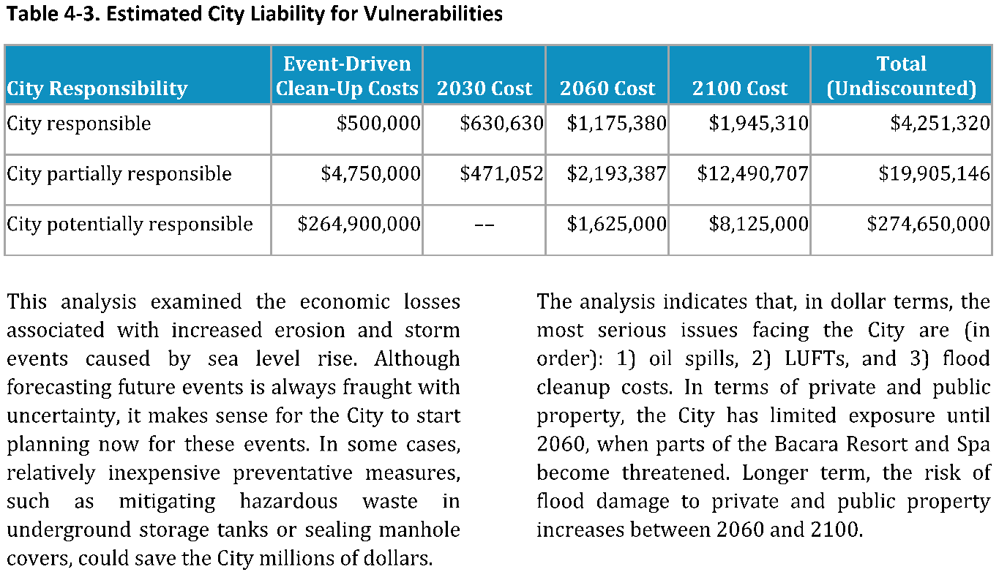 Table 4-3. Estimated City Liability for Vulnerabilities
City Responsibility Event-Driven Clean-Up Costs 2030 Cost 2060 Cost 2100 Cost Total (Undiscounted)
City responsible $500,000 $630,630 $1,175,380 $1,945,310 $4,251,320
City partially responsible $4,750,000 $471,052 $2,193,387 $12,490,707 $19,905,146
City potentially responsible $264,900,000 –– $1,625,000 $8,125,000 $274,650,000
This analysis examined the economic losses
associated with increased erosion and storm
events caused by sea level rise. Although
forecasting future events is always fraught with
uncertainty, it makes sense for the City to start
planning now for these events. In some cases,
relatively inexpensive preventative measures,
such as mitigating hazardous waste in
underground storage tanks or sealing manhole
covers, could save the City millions of dollars.
The analysis indicates that, in dollar terms, the
most serious issues facing the City are (in
order): 1) oil spills, 2) LUFTs, and 3) flood
cleanup costs. In terms of private and public
property, the City has limited exposure until
2060, when parts of the Bacara Resort and Spa
become threatened. Longer term, the risk of
flood damage to private and public property
increases between 2060 and 2100.